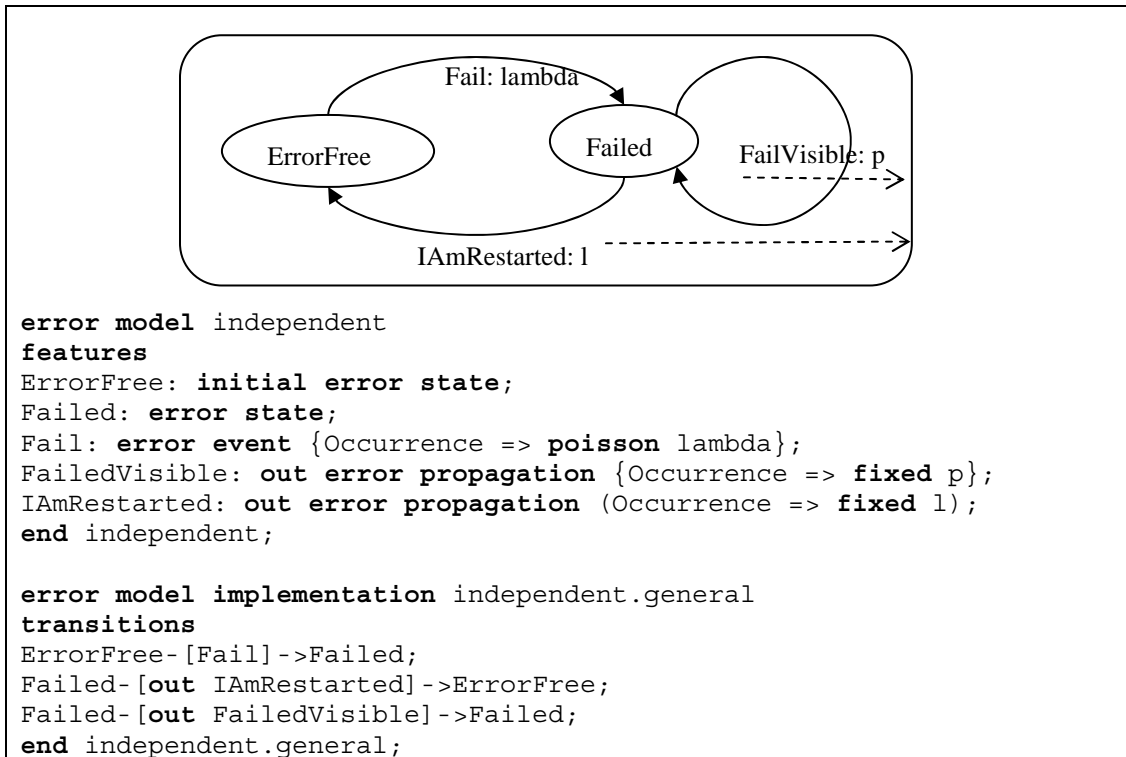 Fail: lambda
ErrorFree
Failed
FailVisible: p
IAmRestarted: l
error model independent
features
ErrorFree: initial error state;
Failed: error state;
Fail: error event {Occurrence => poisson lambda};
FailedVisible: out error propagation {Occurrence => fixed p};
IAmRestarted: out error propagation (Occurrence => fixed l);
end independent;
error model implementation independent.general
transitions
ErrorFree-[Fail]->Failed;
Failed-[out IAmRestarted]->ErrorFree;
Failed-[out FailedVisible]->Failed;
end independent.general;